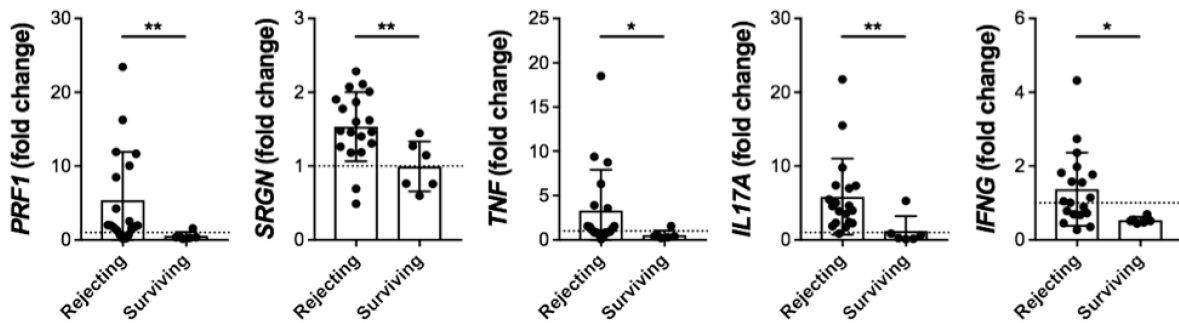 PRF1 (fold change)
30
20
10
0
**
Rejecting
Surviving
SRGN (fold change)
3
2
1
0
**
Rejecting
Surviving
TNF (fold change)
25
20
15
10
5
0
*
Rejecting
Surviving
IL17A (fold change)
30
20
10
0
**
Rejecting
Surviving
IFNG (fold change)
6
4
2
0
*
Rejecting
Surviving